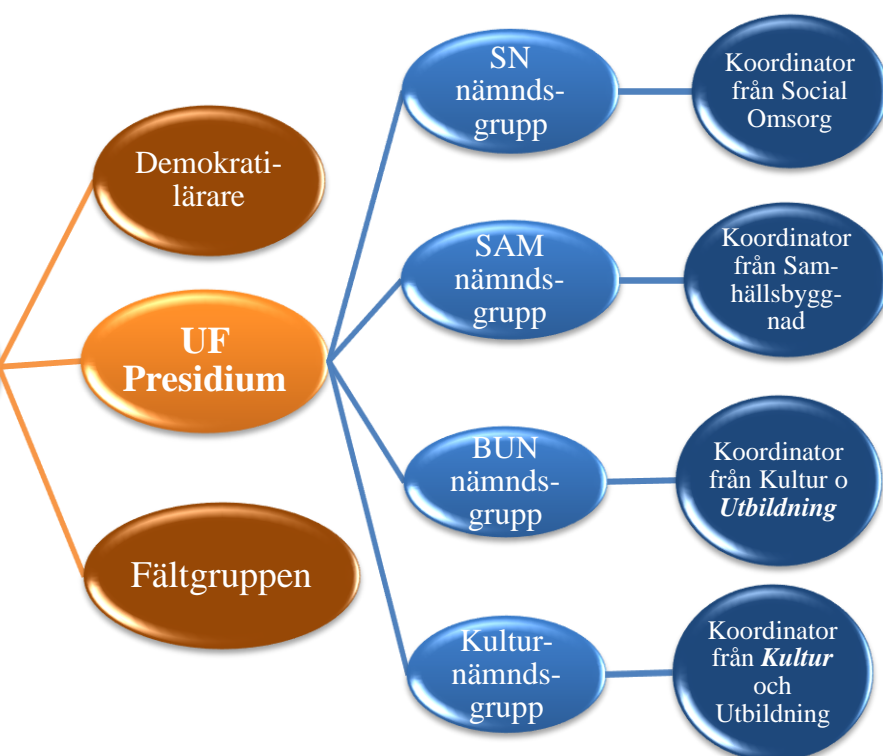 Demokrati-
lärare
UF
Presidium
Fältgruppen
SN
nämnds-
grupp
Koordinator
från Social
Omsorg
SAM
nämnds-
grupp
Koordinator
från Sam-
hällsbygg-
nad
BUN
nämnds-
grupp
Koordinator
från Kultur o
Utbildning
Kultur-
nämnds-
grupp
Koordinator
från Kultur
och
Utbildning